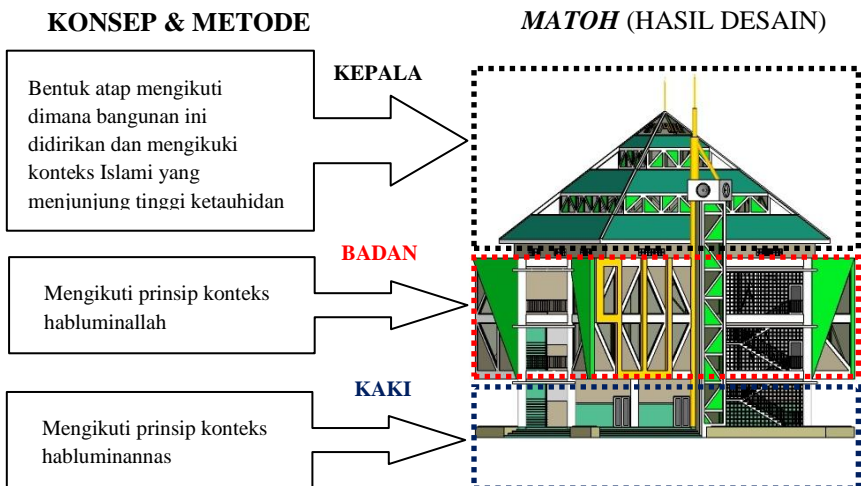 KONSEP & METODE
MATOH (HASIL DESAIN)
KEPALA
Bentuk atap mengikuti
dimana bangunan ini
didirikan dan mengikuki
konteks Islami yang
menjunjung tinggi ketauhidan
BADAN
Mengikuti prinsip konteks
habluminallah
KAKI
Mengikuti prinsip konteks
habluminannas